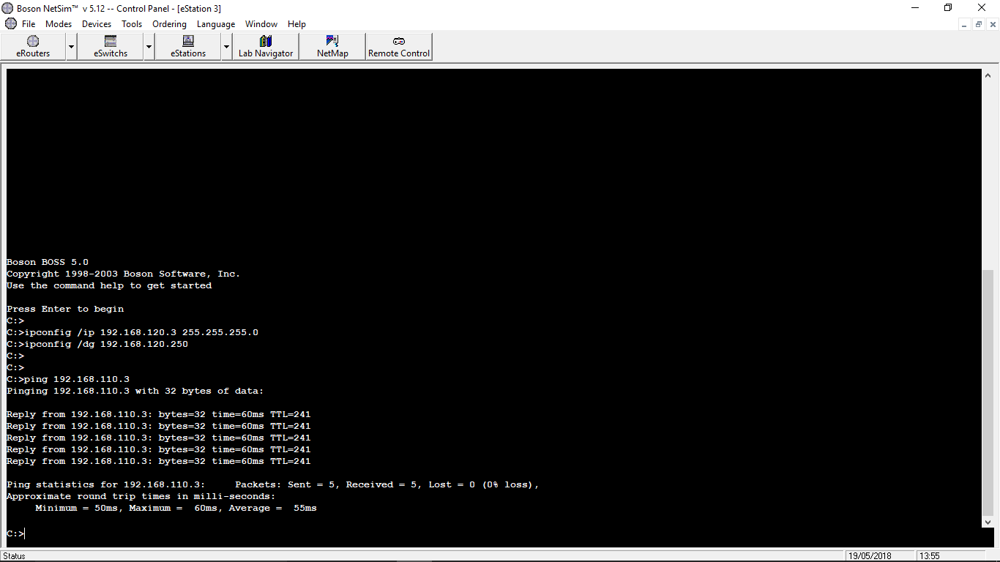 Boson NetSim™ v 5.12 -- Control Panel - [eStation 3]
File Modes Devices Tools Ordering Language Window Help
eRouters eSwitchs eStations Lab Navigator NetMap Remote Control
Boson BOSS 5.0
Copyright 1998-2003 Boson Software, Inc.
Use the command help to get started
Press Enter to begin
C:>
C:>ipconfig /ip 192.168.120.3 255.255.255.0
C:>ipconfig /dg 192.168.120.250
C:>
C:>
C:>ping 192.168.110.3
Pinging 192.168.110.3 with 32 bytes of data:
Reply from 192.168.110.3: bytes=32 time=60ms TTL=241
Reply from 192.168.110.3: bytes=32 time=60ms TTL=241
Reply from 192.168.110.3: bytes=32 time=60ms TTL=241
Reply from 192.168.110.3: bytes=32 time=60ms TTL=241
Reply from 192.168.110.3: bytes=32 time=60ms TTL=241
Ping statistics for 192.168.110.3:     Packets: Sent = 5, Received = 5, Lost = 0 (0% loss),
Approximate round trip times in milli-seconds:
     Minimum = 50ms, Maximum =  60ms, Average =  55ms
C:>
Status 19/05/2018 13:55